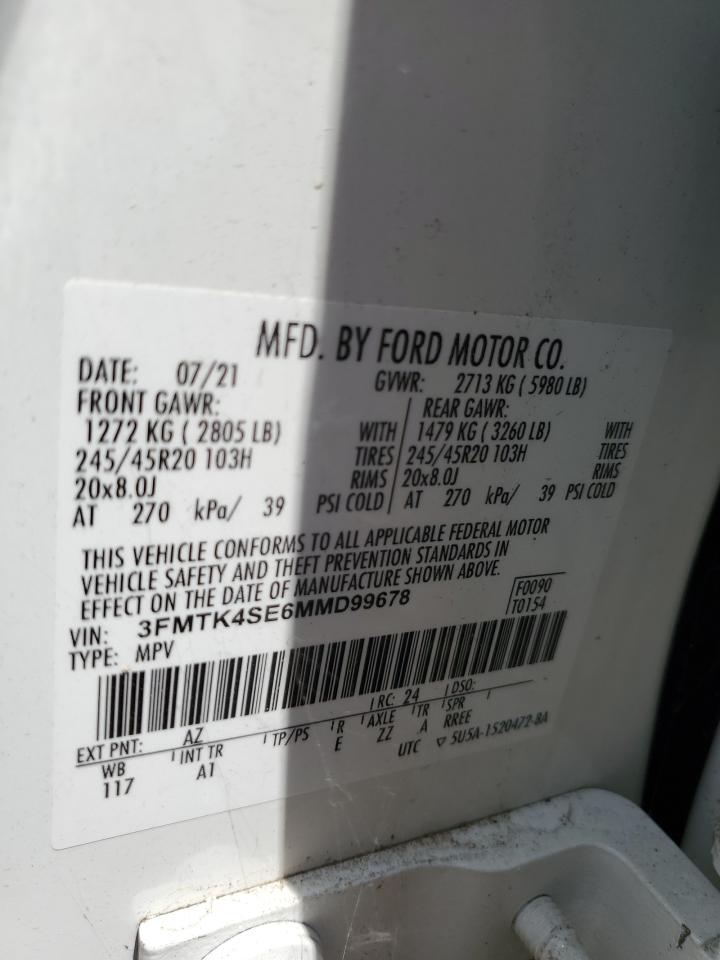 MFD. BY FORD MOTOR CO.
DATE: 07/21 GVWR: 2713 KG ( 5980 LB)
FRONT GAWR: REAR GAWR:
1272 KG ( 2805 LB) WITH 1479 KG ( 3260 LB) WITH
245/45R20 103H TIRES 245/45R20 103H TIRES
20x8.0J RIMS 20x8.0J RIMS
AT 270 kPa/ 39 PSI COLD AT 270 kPa/ 39 PSI COLD
THIS VEHICLE CONFORMS TO ALL APPLICABLE FEDERAL MOTOR
VEHICLE SAFETY AND THEFT PREVENTION STANDARDS IN
EFFECT ON THE DATE OF MANUFACTURE SHOWN ABOVE.
F0090
T0154
VIN: 3FMTK4SE6MMD99678
TYPE: MPV
RC: 24 DSO:
EXT PNT: AZ
WB INT TR TP/PS R AXLE TR SPR
117 A1 E ZZ A RREE
UTC ▽ 5U5A-1520472-BA